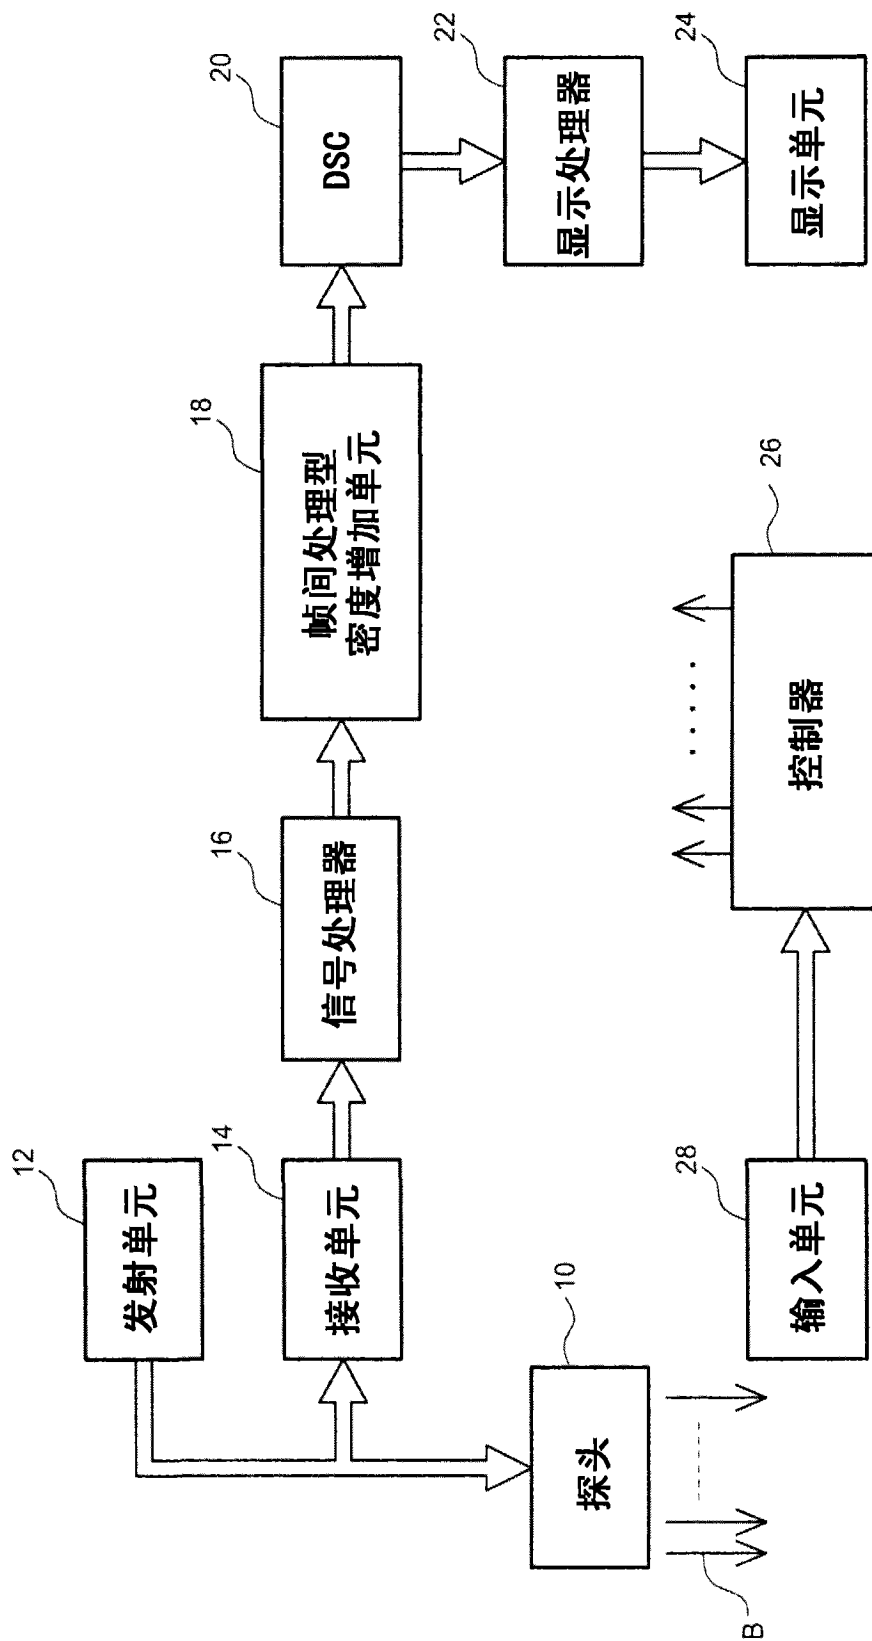 12
发射单元
14
接收单元
16
信号处理器
18
帧间处理型
密度增加单元
20
DSC
22
显示处理器
24
显示单元
10
探头
B
28
输入单元
26
控制器